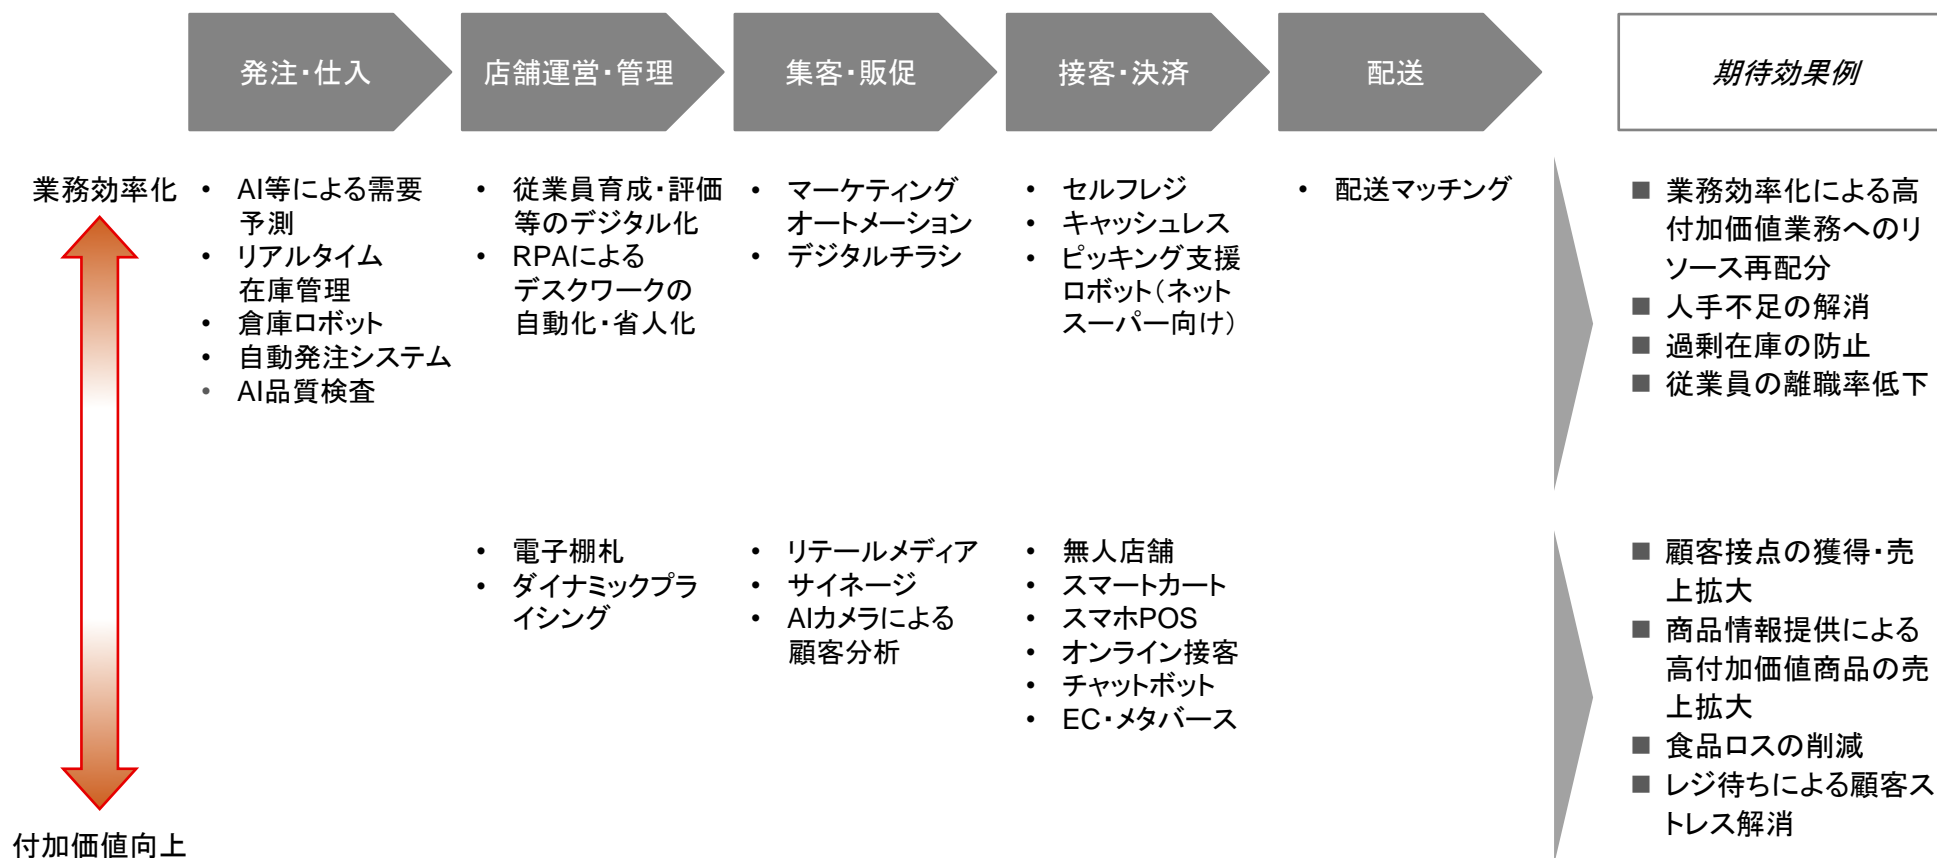 発注・仕入
店舗運営・管理
集客・販促
接客・決済
配送
期待効果例
業務効率化
• AI等による需要
予測
• リアルタイム
在庫管理
• 倉庫ロボット
• 自動発注システム
• AI品質検査
• 従業員育成・評価
等のデジタル化
• RPAによる
デスクワークの
自動化・省人化
• マーケティング
オートメーション
• デジタルチラシ
• セルフレジ
• キャッシュレス
• ピッキング支援
ロボット（ネット
スーパー向け）
• 配送マッチング
■ 業務効率化による高
付加価値業務へのリ
ソース再配分
■ 人手不足の解消
■ 過剰在庫の防止
■ 従業員の離職率低下
• 電子棚札
• ダイナミックプラ
イシング
• リテールメディア
• サイネージ
• AIカメラによる
顧客分析
• 無人店舗
• スマートカート
• スマホPOS
• オンライン接客
• チャットボット
• EC・メタバース
■ 顧客接点の獲得・売
上拡大
■ 商品情報提供による
高付加価値商品の売
上拡大
■ 食品ロスの削減
■ レジ待ちによる顧客ス
トレス解消
付加価値向上